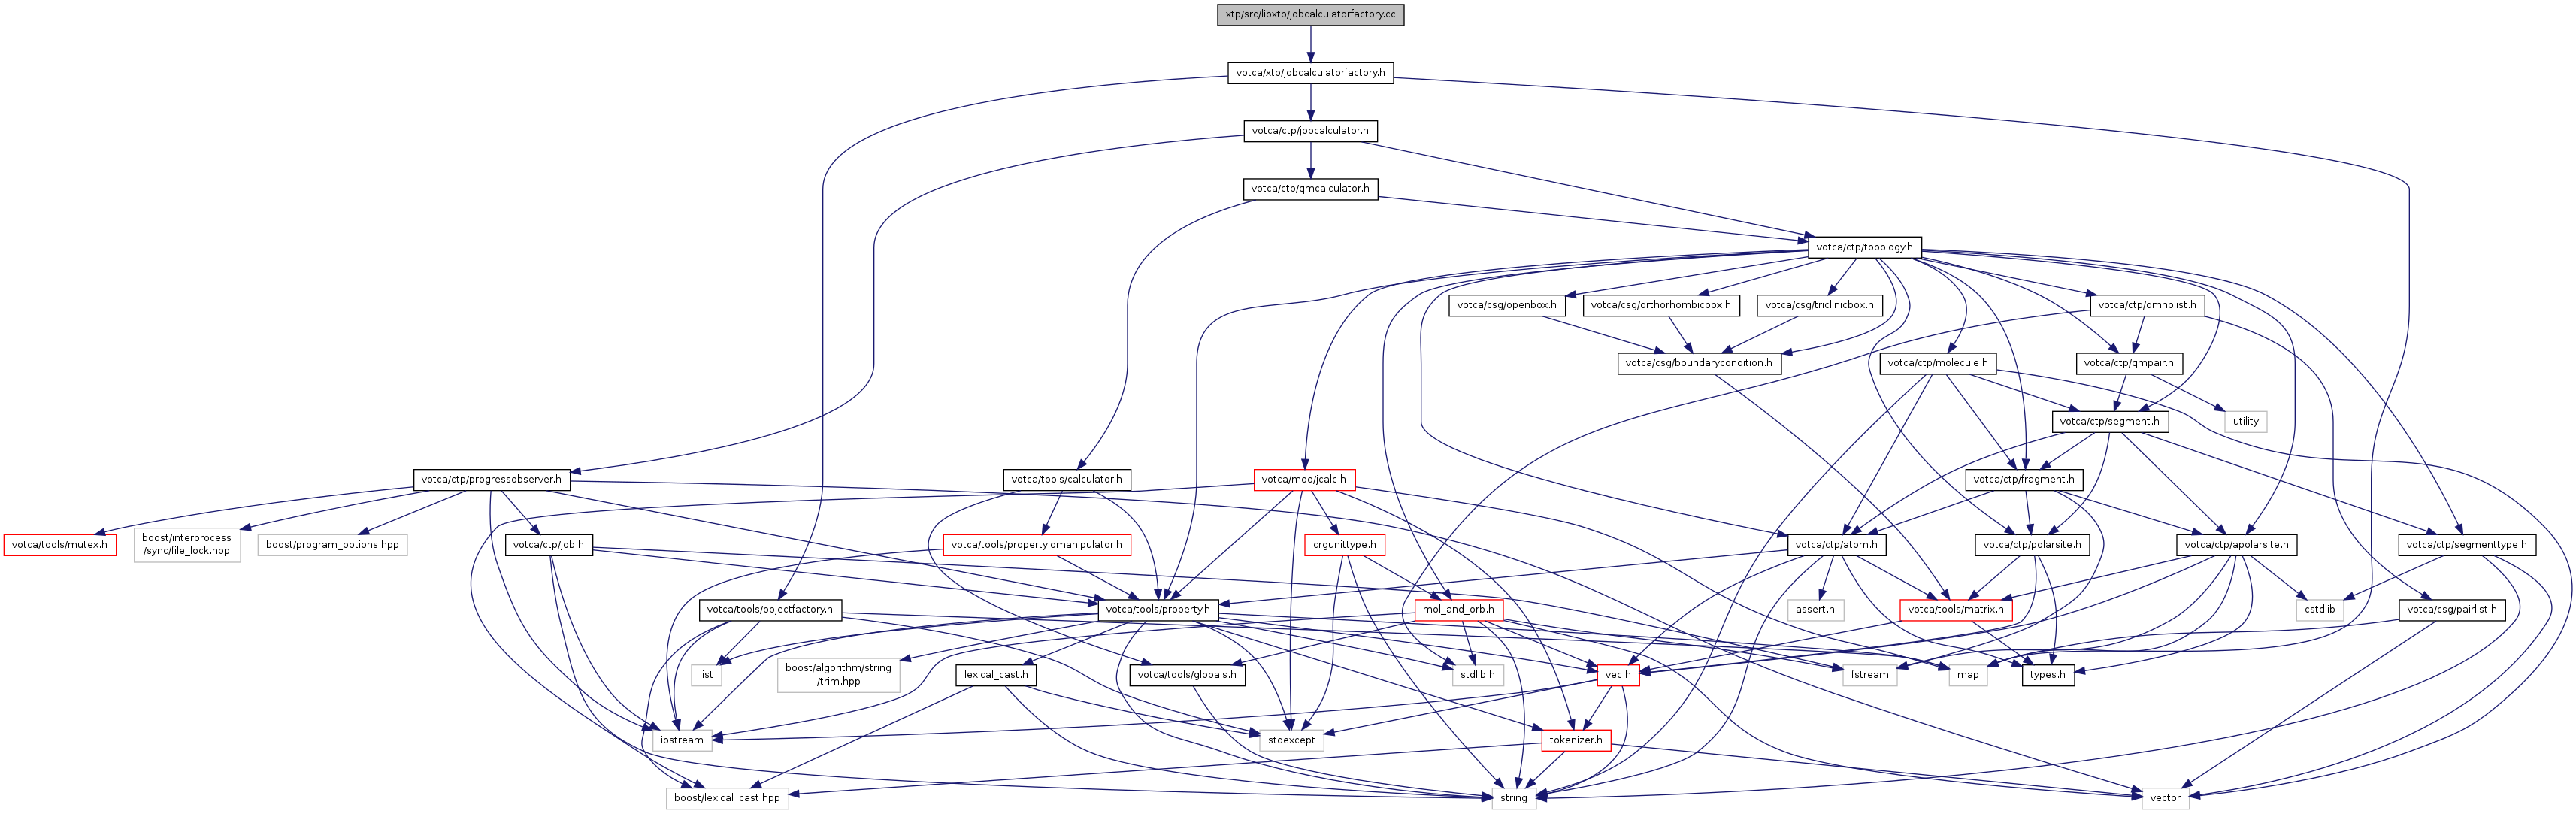 xtp/src/libxtp/jobcalculatorfactory.cc
votca/xtp/jobcalculatorfactory.h
votca/ctp/jobcalculator.h
votca/ctp/qmcalculator.h
votca/ctp/topology.h
votca/csg/openbox.h
votca/csg/orthorhombicbox.h
votca/csg/triclinicbox.h
votca/ctp/qmnblist.h
votca/csg/boundarycondition.h
votca/ctp/molecule.h
votca/ctp/qmpair.h
votca/ctp/segment.h
utility
votca/ctp/progressobserver.h
votca/tools/calculator.h
votca/moo/jcalc.h
votca/ctp/fragment.h
votca/tools/mutex.h
boost/interprocess
/sync/file_lock.hpp
boost/program_options.hpp
votca/ctp/job.h
votca/tools/propertyiomanipulator.h
crgunittype.h
votca/ctp/atom.h
votca/ctp/polarsite.h
votca/ctp/apolarsite.h
votca/ctp/segmenttype.h
votca/tools/objectfactory.h
votca/tools/property.h
mol_and_orb.h
assert.h
votca/tools/matrix.h
cstdlib
votca/csg/pairlist.h
list
boost/algorithm/string
/trim.hpp
lexical_cast.h
votca/tools/globals.h
stdlib.h
vec.h
fstream
map
types.h
iostream
stdexcept
tokenizer.h
boost/lexical_cast.hpp
string
vector